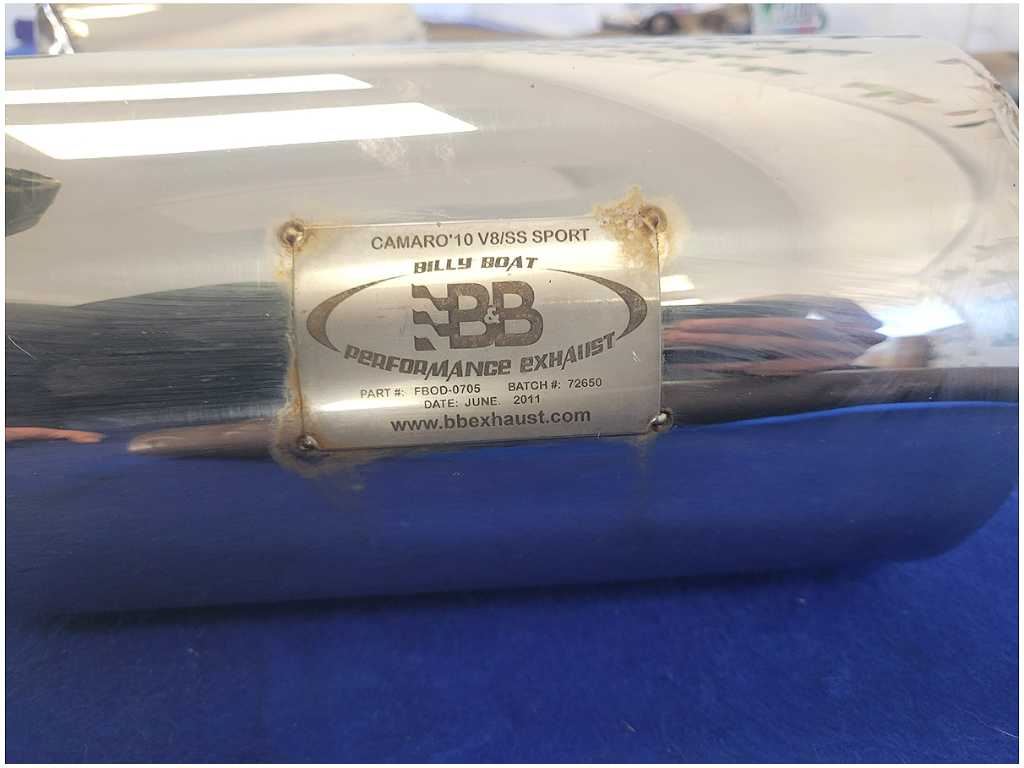 CAMARO'10 V8/SS SPORT
BILLY BOAT
B&B
PERFORMANCE EXHAUST
PART #: FBOD-0705 BATCH #: 72650
DATE: JUNE. 2011
www.bbexhaust.com